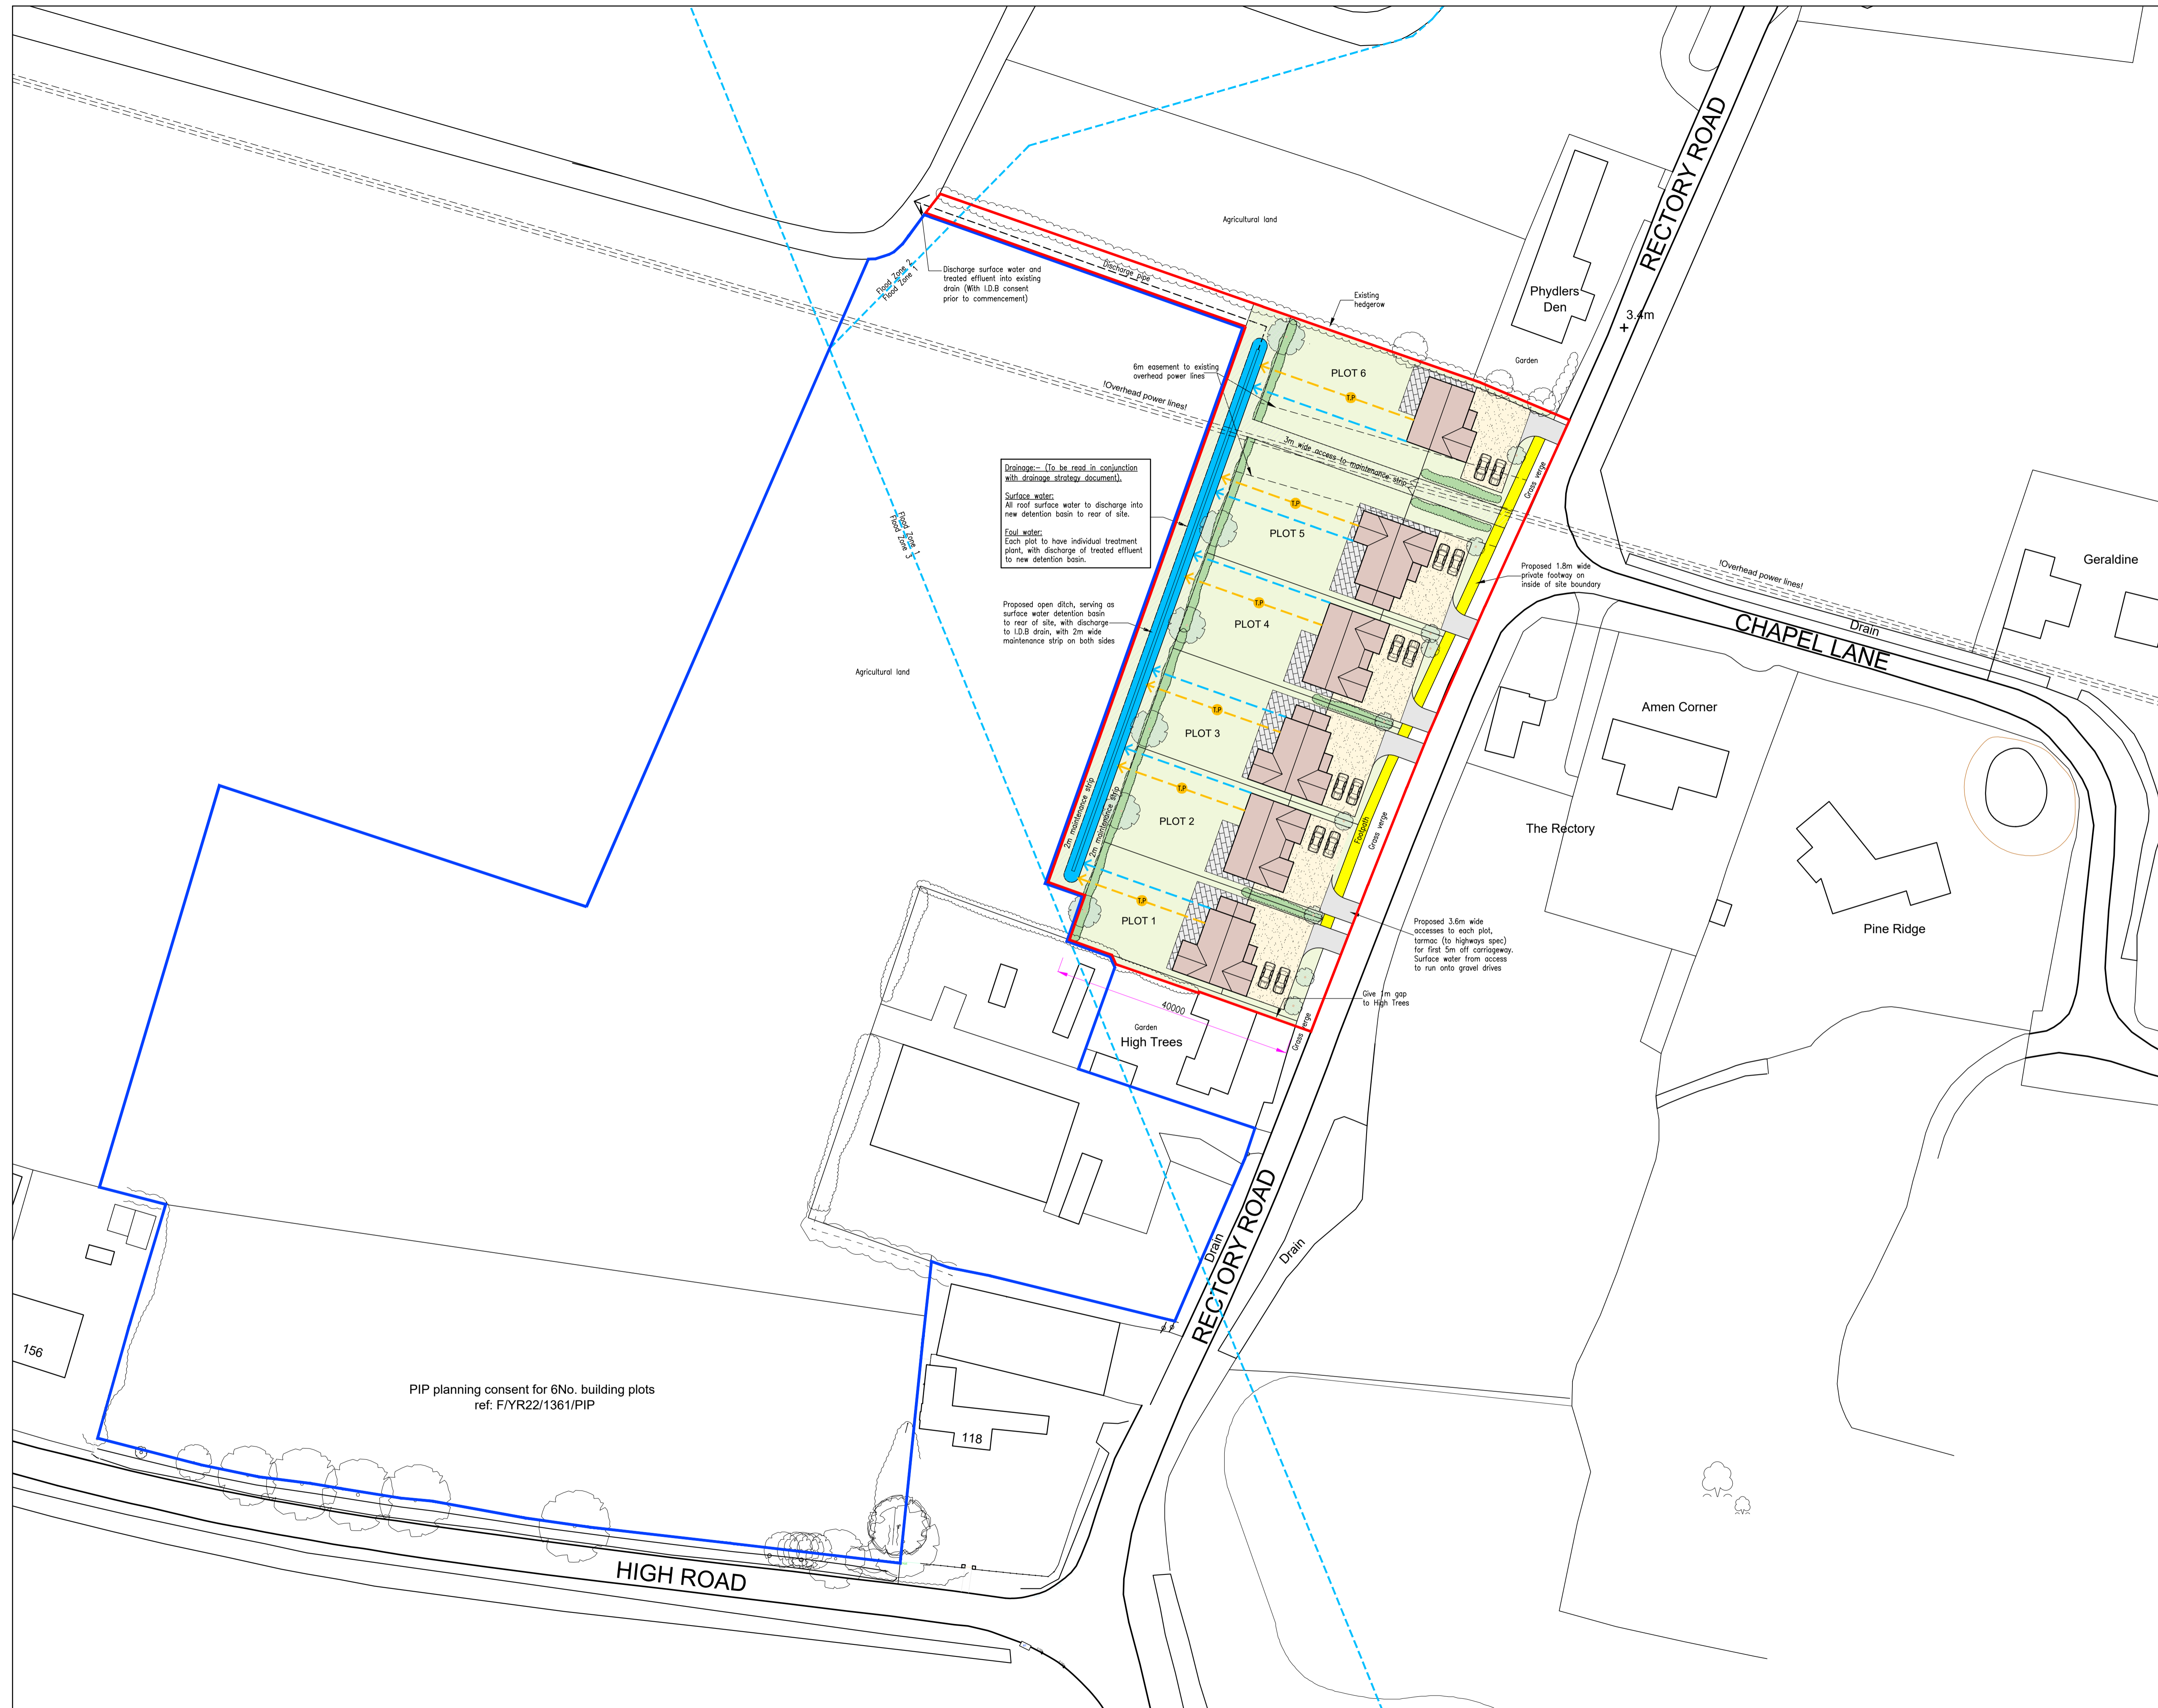 RECTORY ROAD
Agricultural land
Flood Zone 2
Flood Zone 1
Discharge surface water and
treated effluent into existing
drain (With I.D.B consent
prior to commencement)
Discharge pipe
Existing
hedgerow
Phydlers
Den
3.4m
Garden
6m easement to existing
overhead power lines
!Overhead power lines!
PLOT 6
T.P
3m wide access to maintenance strip
Grass verge
Drainage:- (To be read in conjunction
with drainage strategy document).
Surface water:
All roof surface water to discharge into
new detention basin to rear of site.
Foul water:
Each plot to have individual treatment
plant, with discharge of treated effluent
to new detention basin.
Flood Zone 1
Flood Zone 3
T.P
PLOT 5
Proposed 1.8m wide
private footway on
inside of site boundary
!Overhead power lines!
Geraldine
Proposed open ditch, serving as
surface water detention basin
to rear of site, with discharge
to I.D.B drain, with 2m wide
maintenance strip on both sides
T.P
PLOT 4
Drain
CHAPEL LANE
Agricultural land
T.P
PLOT 3
Amen Corner
2m maintenance strip
2m maintenance strip
T.P
PLOT 2
Footpath
Grass verge
The Rectory
Pine Ridge
T.P
PLOT 1
Proposed 3.6m wide
accesses to each plot,
tarmac (to highways spec)
for first 5m off carriageway.
Surface water from access
to run onto gravel drives
Give 1m gap
to High Trees
40000
Grass verge
Garden
High Trees
Drain
RECTORY ROAD
Drain
156
PIP planning consent for 6No. building plots
ref: F/YR22/1361/PIP
118
HIGH ROAD